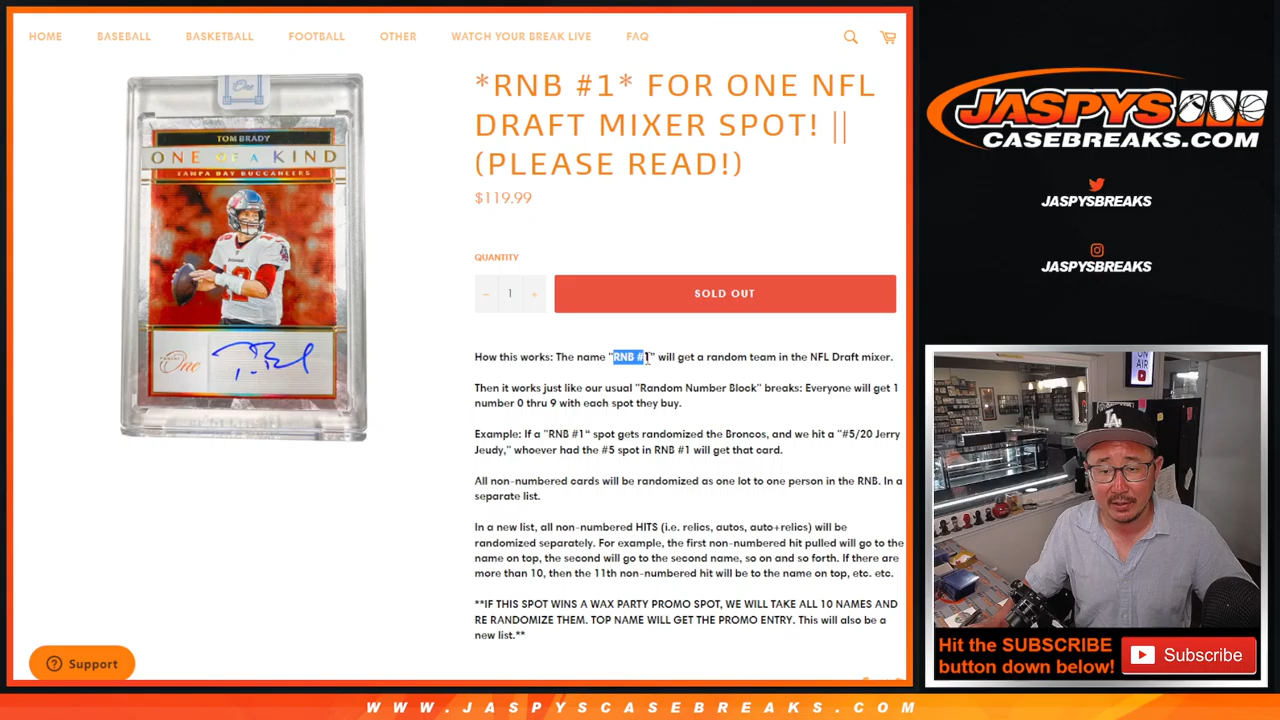 HOME BASEBALL BASKETBALL FOOTBALL OTHER WATCH YOUR BREAK LIVE FAQ
*RNB #1* FOR ONE NFL
DRAFT MIXER SPOT! ||
(PLEASE READ!)
$119.99
QUANTITY
− 1 +
SOLD OUT
How this works: The name "RNB #1" will get a random team in the NFL Draft mixer.
Then it works just like our usual "Random Number Block" breaks: Everyone will get 1
number 0 thru 9 with each spot they buy.
Example: If a "RNB #1" spot gets randomized the Broncos, and we hit a "#5/20 Jerry
Jeudy," whoever had the #5 spot in RNB #1 will get that card.
All non-numbered cards will be randomized as one lot to one person in the RNB. In a
separate list.
In a new list, all non-numbered HITS (i.e. relics, autos, auto+relics) will be
randomized separately. For example, the first non-numbered hit pulled will go to the
name on top, the second will go to the second name, so on and so forth. If there are
more than 10, then the 11th non-numbered hit will be to the name on top, etc. etc.
**IF THIS SPOT WINS A WAX PARTY PROMO SPOT, WE WILL TAKE ALL 10 NAMES AND
RE RANDOMIZE THEM. TOP NAME WILL GET THE PROMO ENTRY. This will also be a
new list.**
One
TOM BRADY
ONE OF A KIND
TAMPA BAY BUCCANEERS
One
Support
JASPYS
CASEBREAKS.COM
JASPYSBREAKS
JASPYSBREAKS
ON
AIR
LA
Hit the SUBSCRIBE
button down below!
Subscribe
WWW.JASPYSCASEBREAKS.COM